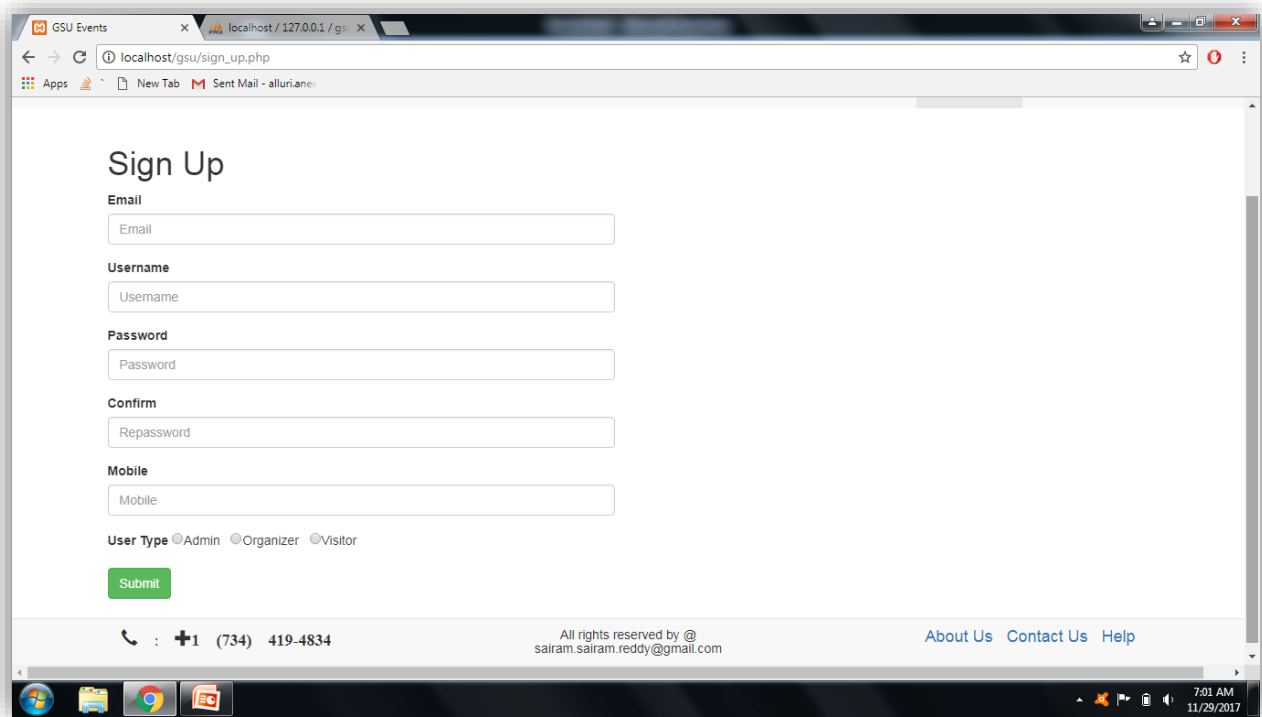 GSU Events
localhost / 127.0.0.1 / gs
localhost/gsu/sign_up.php
Apps
New Tab
Sent Mail - alluri.anee
Sign Up
Email
Email
Username
Username
Password
Password
Confirm
Repassword
Mobile
Mobile
User Type Admin Organizer Visitor
Submit
: +1 (734) 419-4834
All rights reserved by @
sairam.sairam.reddy@gmail.com
About Us Contact Us Help
7:01 AM
11/29/2017